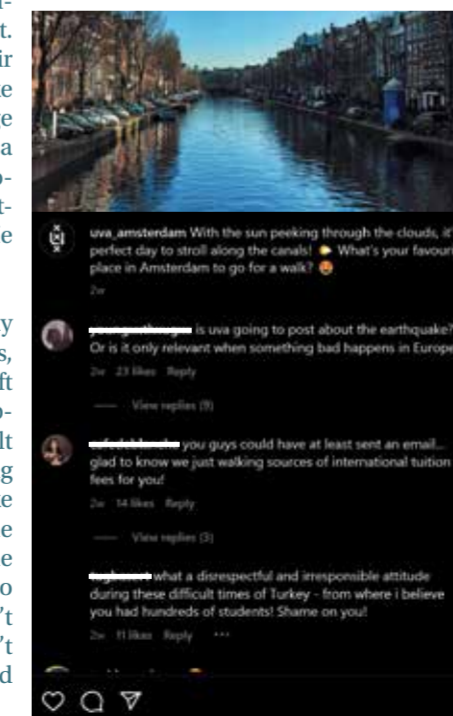 t.
ir
a
uva_amsterdam With the sun peeking through the clouds, it'
perfect day to stroll along the canals! What's your favour
place in Amsterdam to go for a walk?
2w
is uva going to post about the earthquake?
Or is it only relevant when something bad happens in Europe
2w 23 likes Reply
View replies (9)
you guys could have at least sent an email...
glad to know we just walking sources of international tuition
fees for you!
2w 14 likes Reply
View replies (3)
what a disrespectful and irresponsible attitude
during these difficult times of Turkey - from where i believe
you had hundreds of students! Shame on you!
2w 11 likes Reply ...